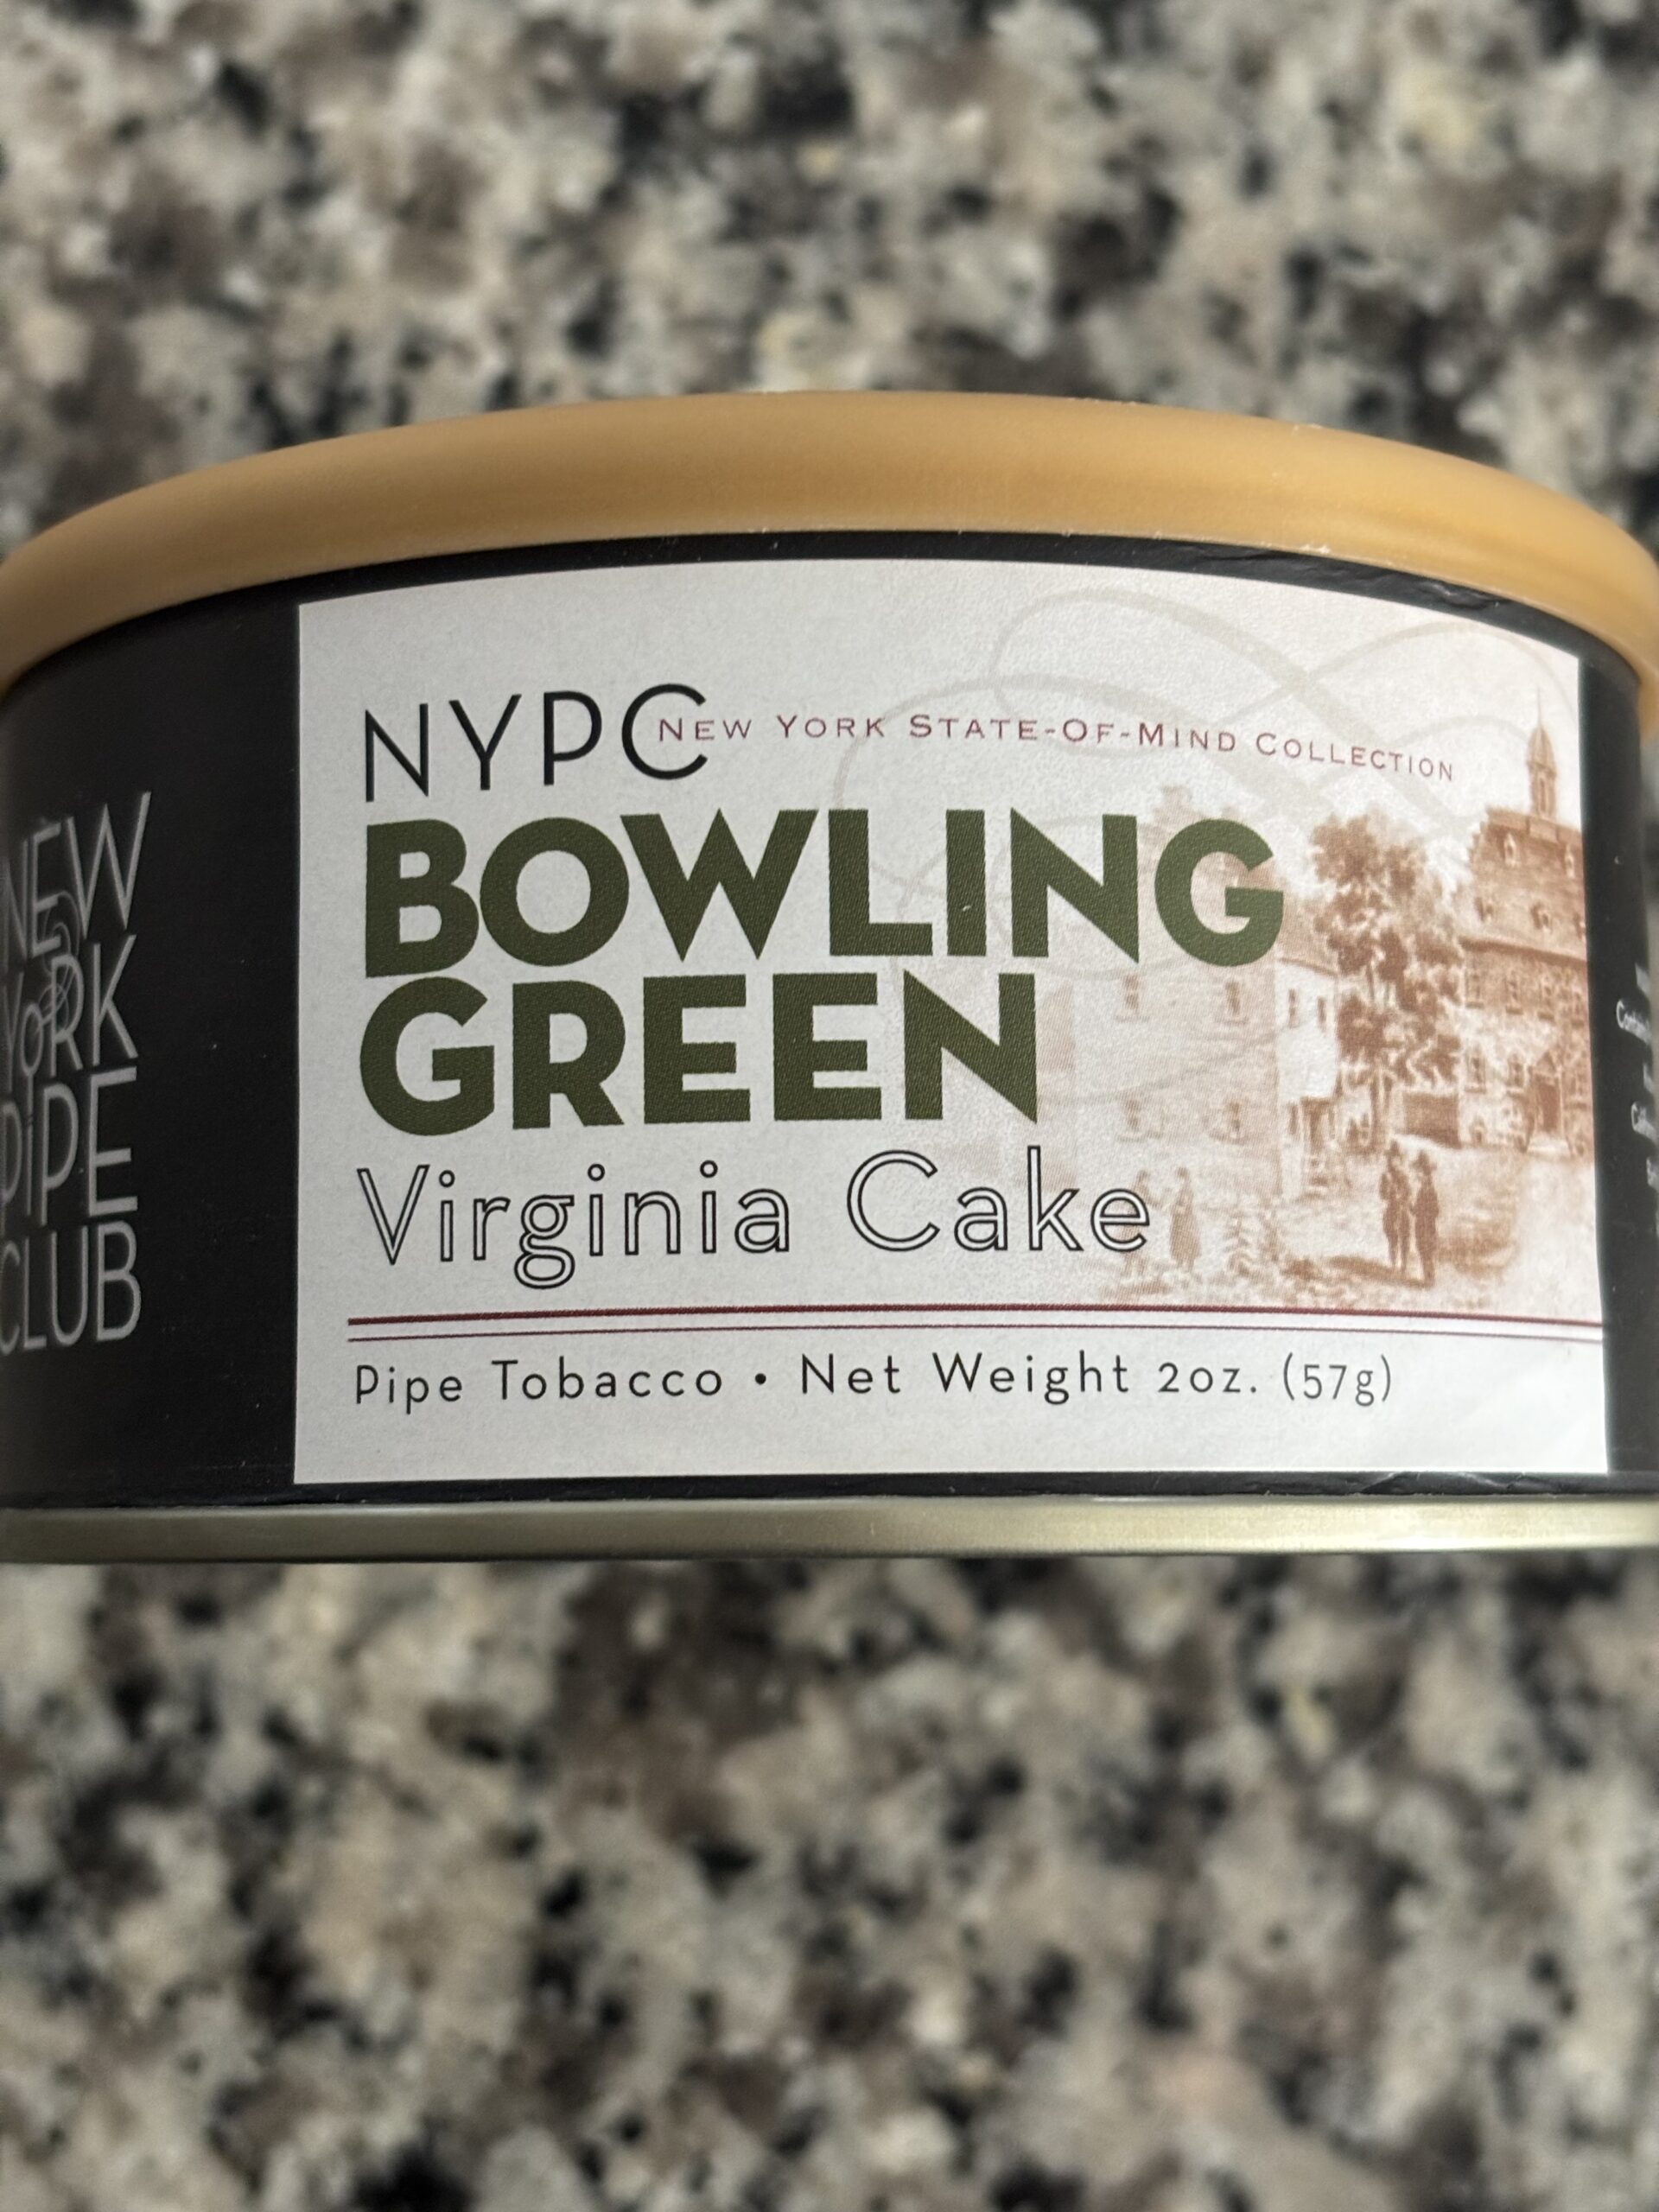 NEW
YORK
PIPE
CLUB
NYPC
NEW YORK STATE-OF-MIND COLLECTION
BOWLING
GREEN
Virginia Cake
Pipe Tobacco • Net Weight 2oz. (57g)